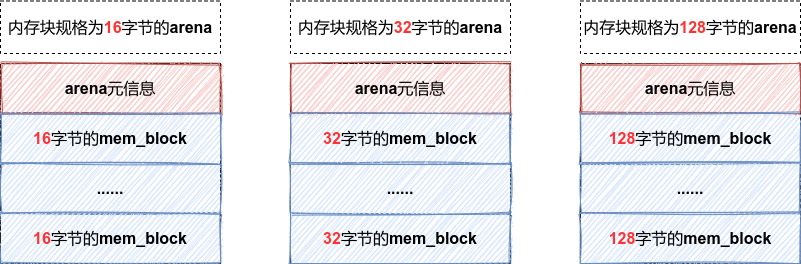 内存块规格为16字节的arena
arena元信息
16字节的mem_block
......
16字节的mem_block
内存块规格为32字节的arena
arena元信息
32字节的mem_block
......
32字节的mem_block
内存块规格为128字节的arena
arena元信息
128字节的mem_block
......
128字节的mem_block